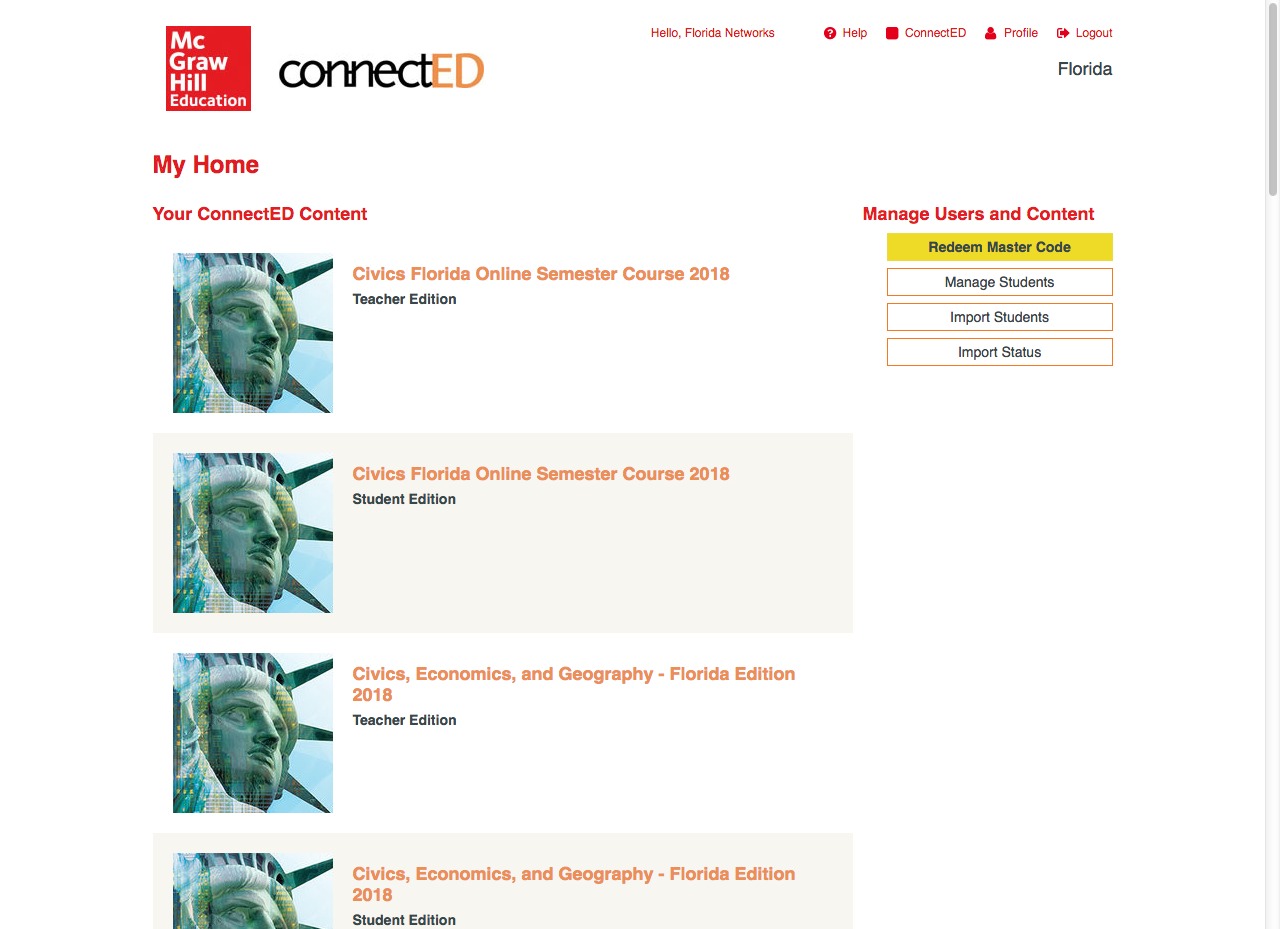 Mc
Graw
Hill
Education
connectED
Hello, Florida Networks
Help
ConnectED
Profile
Logout
Florida
My Home
Your ConnectED Content
Civics Florida Online Semester Course 2018
Teacher Edition
Civics Florida Online Semester Course 2018
Student Edition
Civics, Economics, and Geography - Florida Edition
2018
Teacher Edition
Civics, Economics, and Geography - Florida Edition
2018
Student Edition
Manage Users and Content
Redeem Master Code
Manage Students
Import Students
Import Status